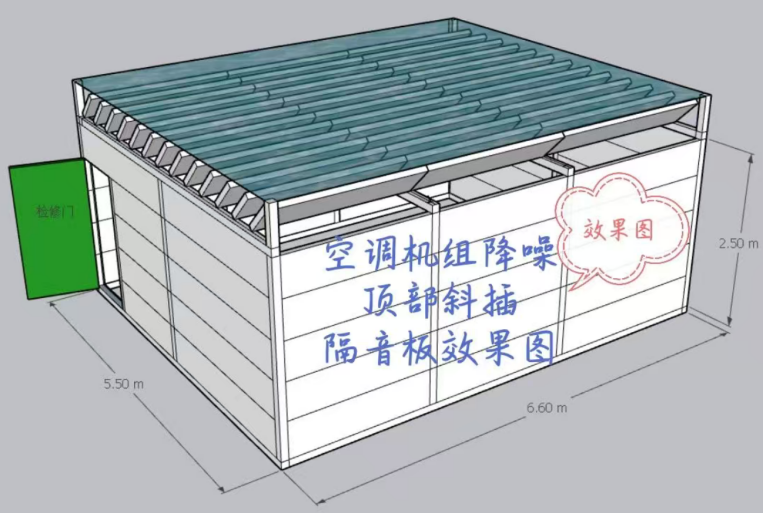 检修门
空调机组降噪
顶部斜插
隔音板效果图
效果图
2.50 m
5.50 m
6.60 m